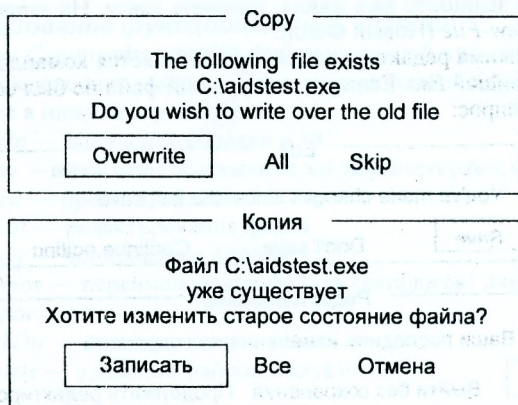 Copy
The following file exists
C:\aidstest.exe
Do you wish to write over the old file
Overwrite All Skip
Копия
Файл C:\aidstest.exe
уже существует
Хотите изменить старое состояние файла?
Записать Все Отмена